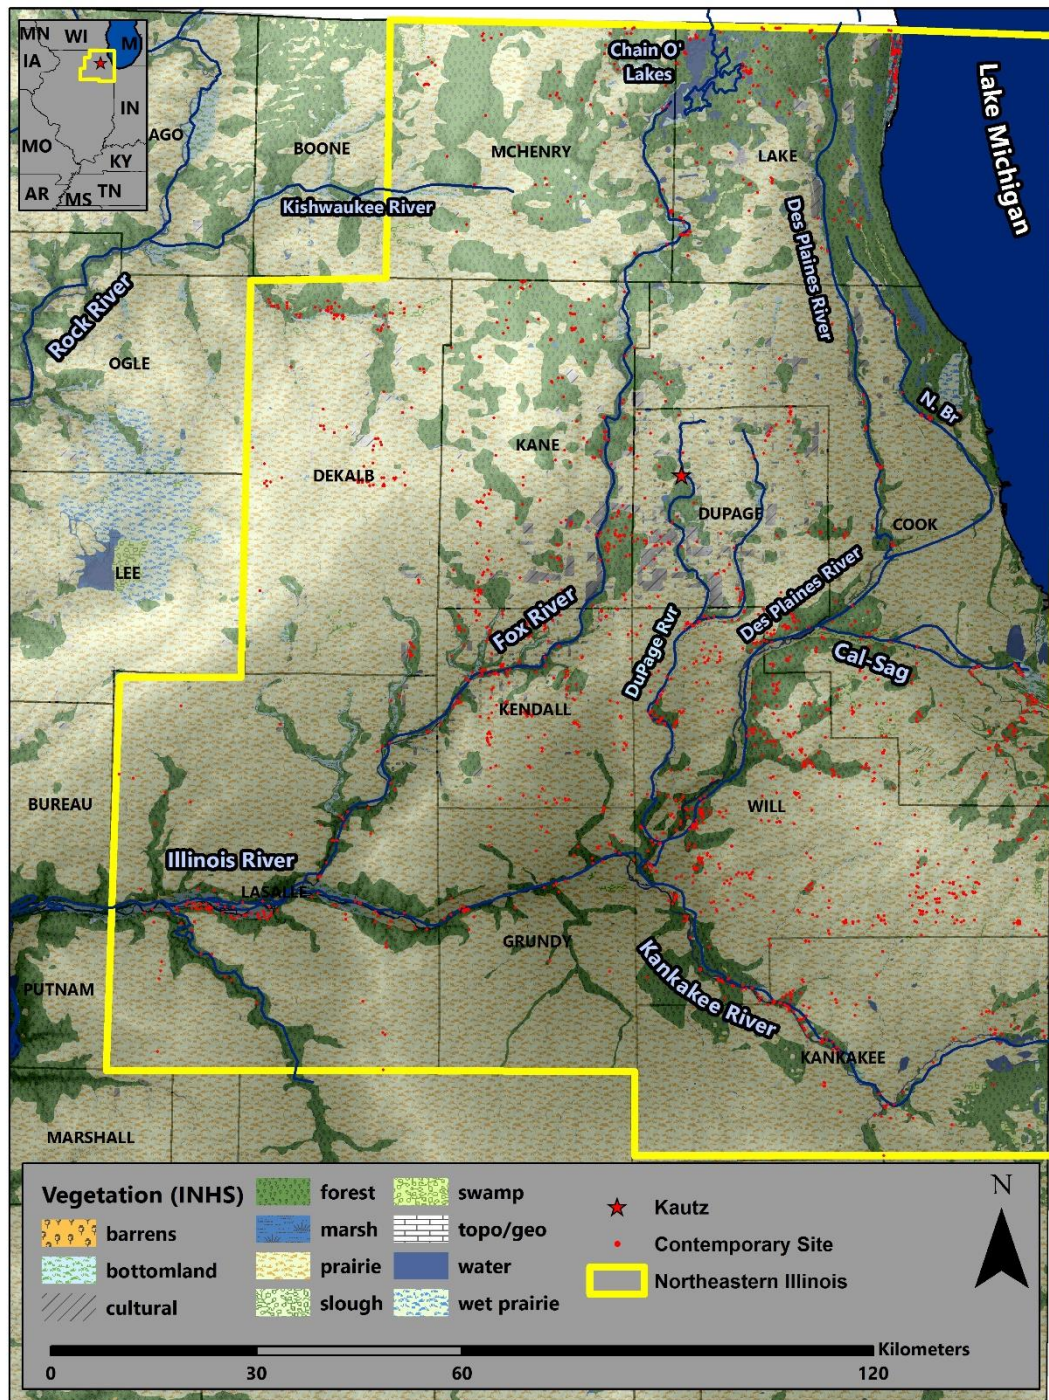 MN
WI
MI
IA
IN
MO
KY
AR
MS
TN
AGO
BOONE
MCHENRY
Chain O'
Lakes
LAKE
Lake Michigan
Kishwaukee River
Des Plaines River
Rock River
OGLE
N. Br
KANE
DEKALB
DUPAGE
COOK
LEE
Fox River
DuPage Rvr
Des Plaines River
Cal-Sag
KENDALL
BUREAU
WILL
Illinois River
LASALLE
GRUNDY
PUTNAM
Kankakee River
KANKAKEE
MARSHALL
Vegetation (INHS)
barrens
bottomland
cultural
forest
marsh
prairie
slough
swamp
topo/geo
water
wet prairie
Kautz
Contemporary Site
Northeastern Illinois
N
Kilometers
0 30 60 120